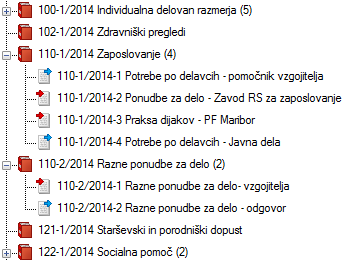 100-1/2014 Individualna delovan razmerja (5)
102-1/2014 Zdravniški pregledi
110-1/2014 Zaposlovanje (4)
110-1/2014-1 Potrebe po delavcih - pomočnik vzgojitelja
110-1/2014-2 Ponudbe za delo - Zavod RS za zaposlovanje
110-1/2014-3 Praksa dijakov - PF Maribor
110-1/2014-4 Potrebe po delavcih - Javna dela
110-2/2014 Razne ponudbe za delo (2)
110-2/2014-1 Razne ponudbe za delo- vzgojitelja
110-2/2014-2 Razne ponudbe za delo - odgovor
121-1/2014 Starševski in porodniški dopust
122-1/2014 Socialna pomoč (2)